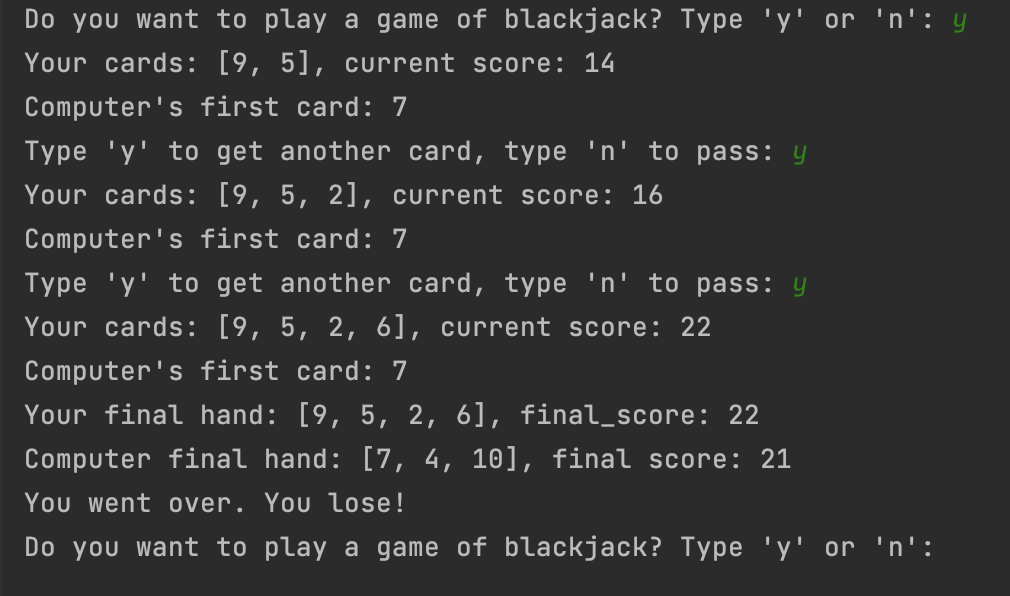 Do you want to play a game of blackjack? Type 'y' or 'n': y
Your cards: [9, 5], current score: 14
Computer's first card: 7
Type 'y' to get another card, type 'n' to pass: y
Your cards: [9, 5, 2], current score: 16
Computer's first card: 7
Type 'y' to get another card, type 'n' to pass: y
Your cards: [9, 5, 2, 6], current score: 22
Computer's first card: 7
Your final hand: [9, 5, 2, 6], final_score: 22
Computer final hand: [7, 4, 10], final score: 21
You went over. You lose!
Do you want to play a game of blackjack? Type 'y' or 'n':